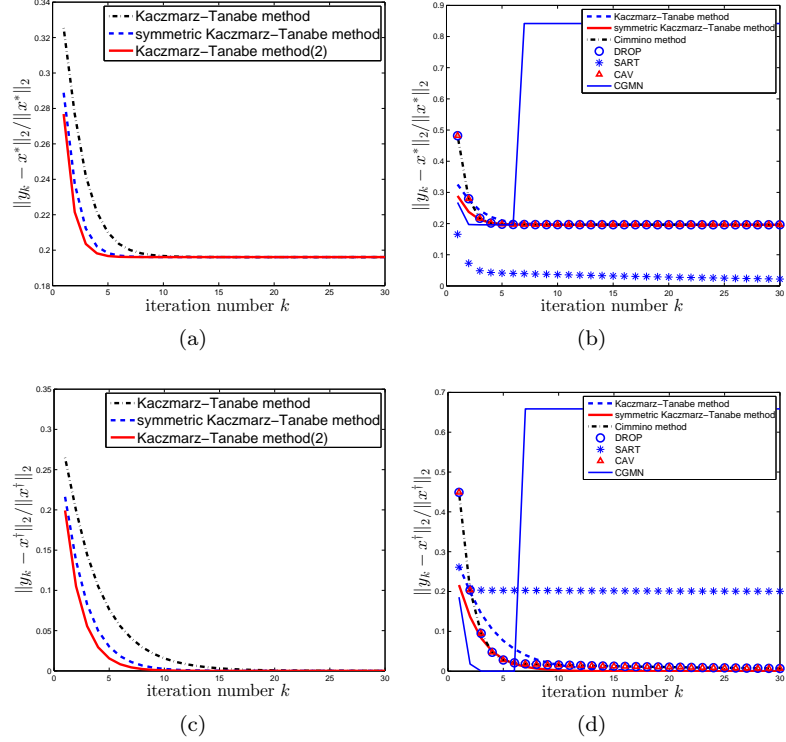 0.34
0.32
0.3
0.28
0.26
0.24
0.22
0.2
0.18
0 5 10 15 20 25 30
‖y_k − x*‖_2/‖x*‖_2
iteration number k
Kaczmarz−Tanabe method
symmetric Kaczmarz−Tanabe method
Kaczmarz−Tanabe method(2)
(a)
0.9
0.8
0.7
0.6
0.5
0.4
0.3
0.2
0.1
0
0 5 10 15 20 25 30
‖y_k − x*‖_2/‖x*‖_2
iteration number k
Kaczmarz−Tanabe method
symmetric Kaczmarz−Tanabe method
Cimmino method
DROP
SART
CAV
CGMN
(b)
0.35
0.3
0.25
0.2
0.15
0.1
0.05
0
0 5 10 15 20 25 30
‖y_k − x†‖_2/‖x†‖_2
iteration number k
Kaczmarz−Tanabe method
symmetric Kaczmarz−Tanabe method
Kaczmarz−Tanabe method(2)
(c)
0.7
0.6
0.5
0.4
0.3
0.2
0.1
0
0 5 10 15 20 25 30
‖y_k − x†‖_2/‖x†‖_2
iteration number k
Kaczmarz−Tanabe method
symmetric Kaczmarz−Tanabe method
Cimmino method
DROP
SART
CAV
CGMN
(d)